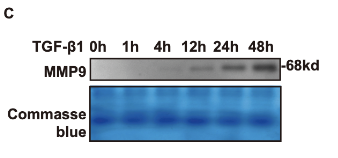 C
TGF-β1 0h 1h 4h 12h 24h 48h
MMP9 -68kd
Commasse
blue